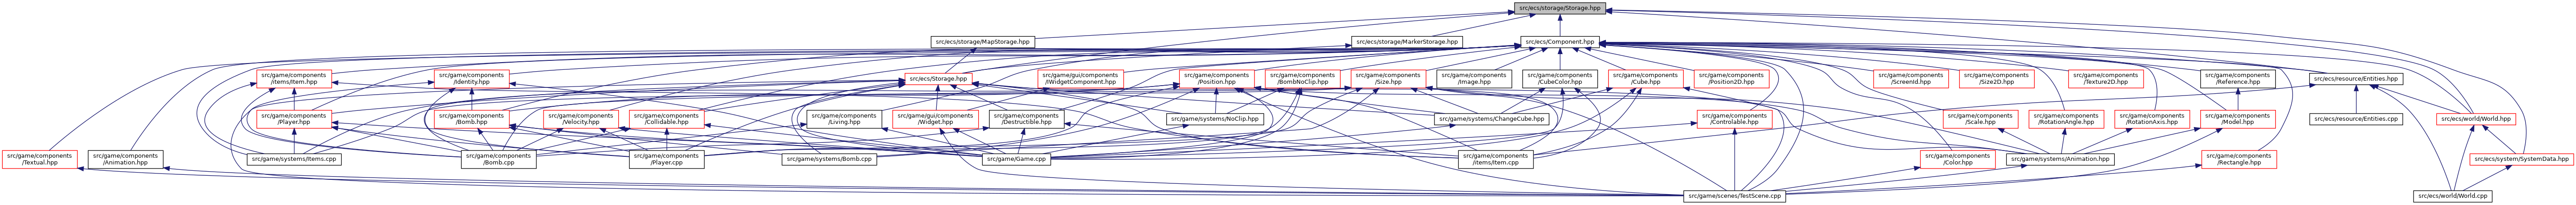 src/ecs/storage/Storage.hpp
src/ecs/storage/MapStorage.hpp
src/ecs/storage/MarkerStorage.hpp
src/ecs/Component.hpp
src/game/components
/items/Item.hpp
src/game/components
/Identity.hpp
src/ecs/Storage.hpp
src/game/gui/component
/IWidgetComponent.hpp
src/game/components
/Position.hpp
src/game/components
/BombNoClip.hpp
src/game/components
/Size.hpp
src/game/components
/Image.hpp
src/game/components
/CubeColor.hpp
src/game/components
/Cube.hpp
src/game/components
/Position2D.hpp
src/game/components
/ScreenId.hpp
src/game/components
/Size2D.hpp
src/game/components
/Texture2D.hpp
src/game/components
/Reference.hpp
src/ecs/resource/Entities.hpp
src/game/components
/Player.hpp
src/game/components
/Bomb.hpp
src/game/components
/Velocity.hpp
src/game/components
/Collidable.hpp
src/game/components
/Living.hpp
src/game/gui/components
/Widget.hpp
src/game/components
/Destructible.hpp
src/game/systems/NoClip.hpp
src/game/systems/ChangeCube.hpp
src/game/components
/Controlable.hpp
src/game/components
/Scale.hpp
src/game/components
/RotationAngle.hpp
src/game/components
/RotationAxis.hpp
src/game/components
/Model.hpp
src/ecs/resource/Entities.cpp
src/ecs/world/World.hpp
src/game/components
/Textual.hpp
src/game/components
/Animation.hpp
src/game/systems/Items.cpp
src/game/components
/Bomb.cpp
src/game/components
/Player.cpp
src/game/systems/Bomb.cpp
src/game/Game.cpp
src/game/components
/items/Item.cpp
src/game/components
/Color.hpp
src/game/systems/Animation.hpp
src/game/components
/Rectangle.hpp
src/ecs/system/SystemData.hpp
src/game/scenes/TestScene.cpp
src/ecs/world/World.cpp